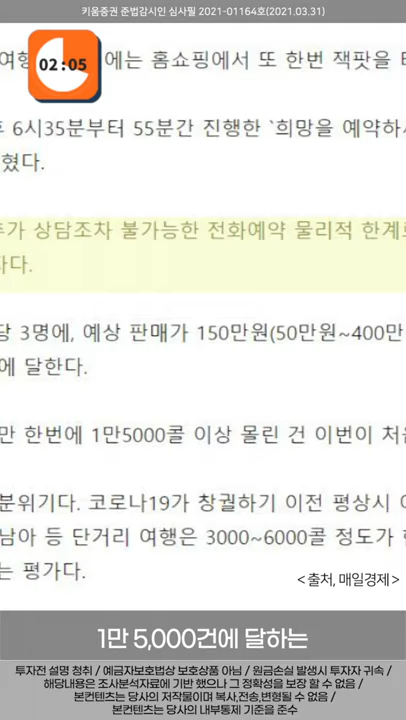 키움증권 준법감시인 심사필 2021-01164호(2021.03.31)
02:05
에는 홈쇼핑에서 또 한번 잭팟을
6시35분부터 55분간 진행한 `희망을 예약하
혔다.
가 상담조차 불가능한 전화예약 물리적 한계
다.
당 3명에, 예상 판매가 150만원(50만원~400만
에 달한다.
만 한번에 1만5000콜 이상 몰린 건 이번이 처음
분위기다. 코로나19가 창궐하기 이전 평상시
남아 등 단거리 여행은 3000~6000콜 정도가
는 평가다.
<출처, 매일경제>
1만 5,000건에 달하는
투자전 설명 청취 / 예금자보호법상 보호상품 아님 / 원금손실 발생시 투자자 귀속 /
해당내용은 조사분석자료에 기반 했으나 그 정확성을 보장 할 수 없음 /
본컨텐츠는 당사의 저작물이며 복사,전송,변형될 수 없음 /
본컨텐츠는 당사의 내부통제 기준을 준수